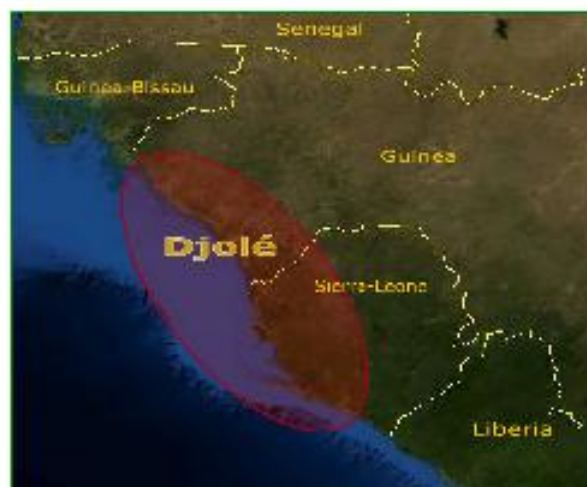 Senegal
Guinea-Bissau
Guinea
Djolé
Sierra-Leone
Liberia